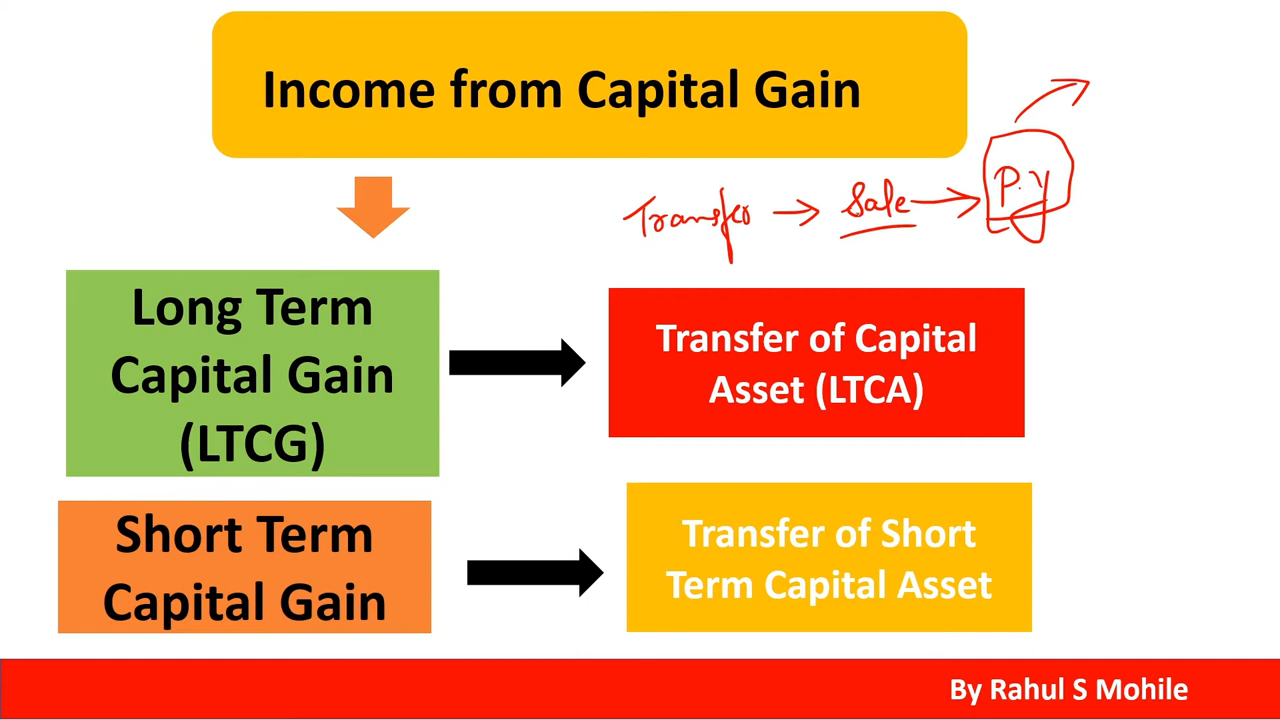 Income from Capital Gain
Transfer → Sale → P.Y
Long Term
Capital Gain
(LTCG)
Transfer of Capital
Asset (LTCA)
Short Term
Capital Gain
Transfer of Short
Term Capital Asset
By Rahul S Mohile